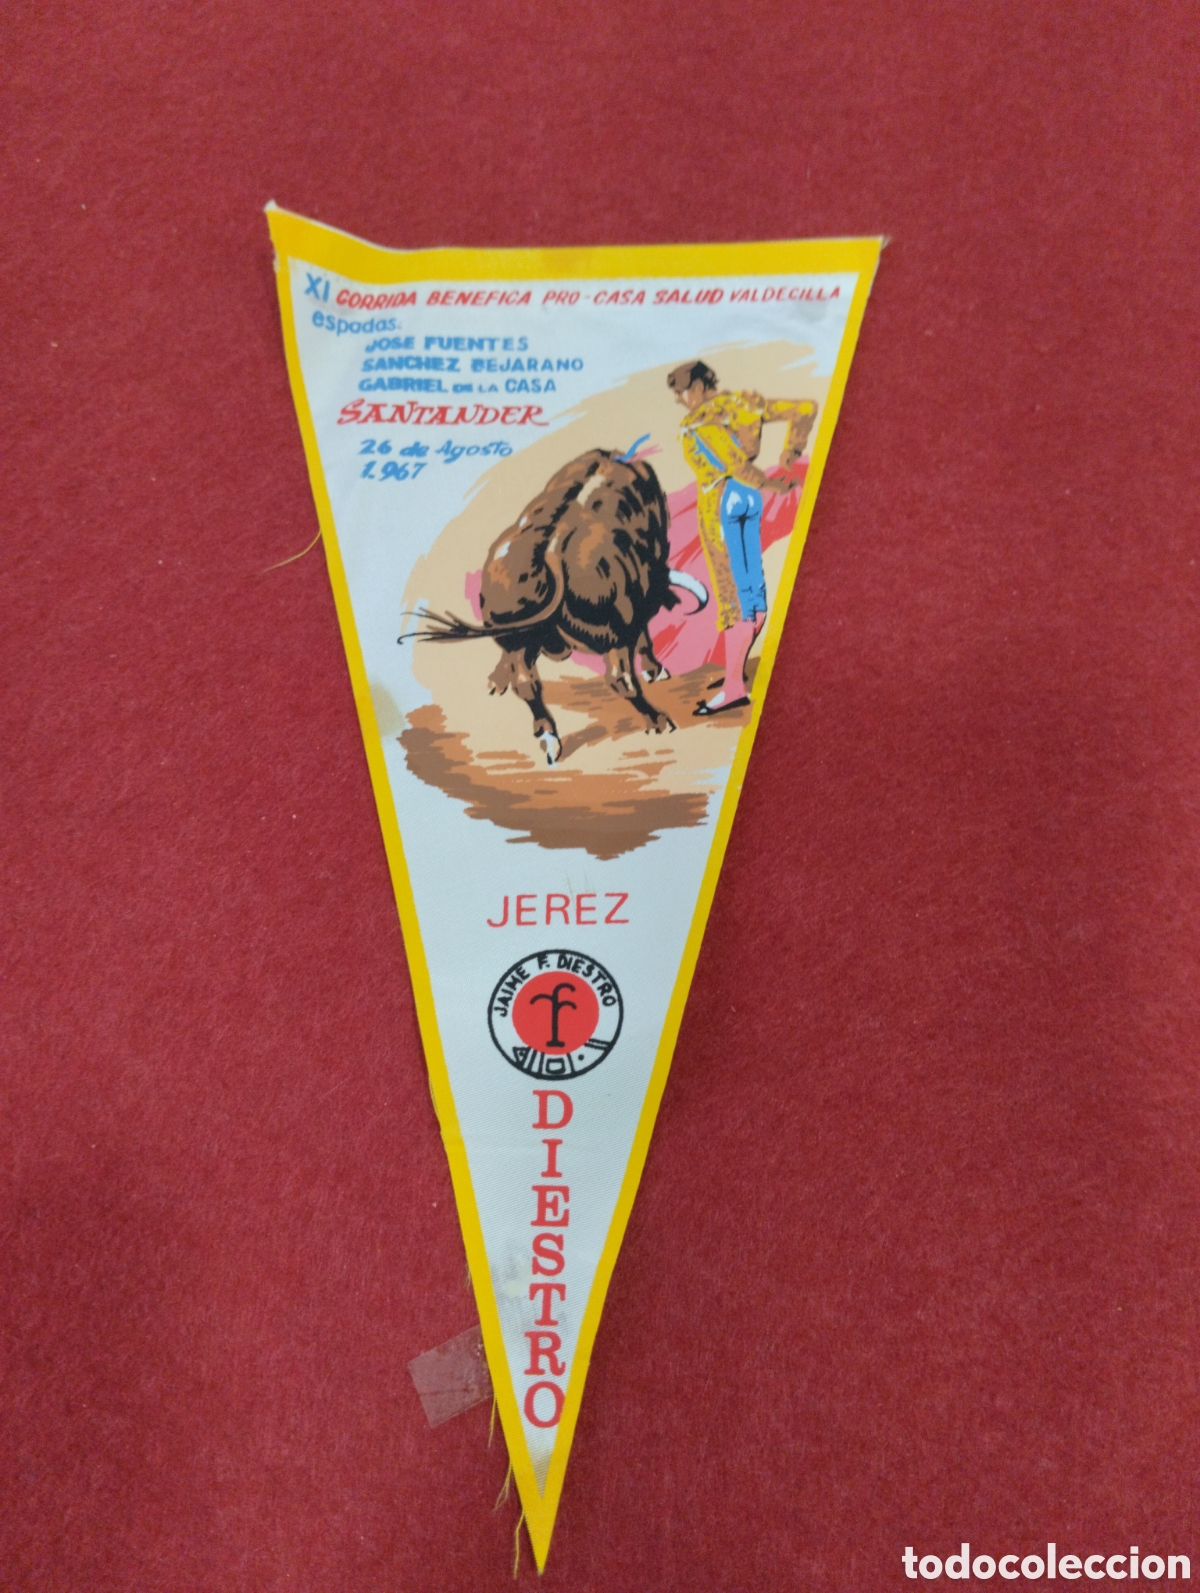 XI CORRIDA BENEFICA PRO-CASA SALUD VALDECILLA
espadas.
JOSE FUENTES
SANCHEZ BEJARANO
GABRIEL DE LA CASA
SANTANDER
26 de Agosto
1.967
JEREZ
JAIME F. DIESTRO
f
DIESTRO
todocoleccion